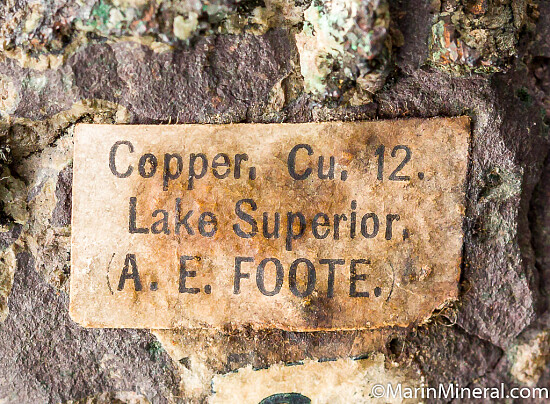 Copper, Cu. 12.
Lake Superior.
(A. E. FOOTE.)
©MarinMineral.com